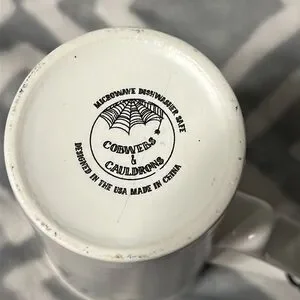 MICROWAVE DISHWASHER SAFE
COBWEBS
&
CAULDRONS
DESIGNED IN THE USA MADE IN CHINA